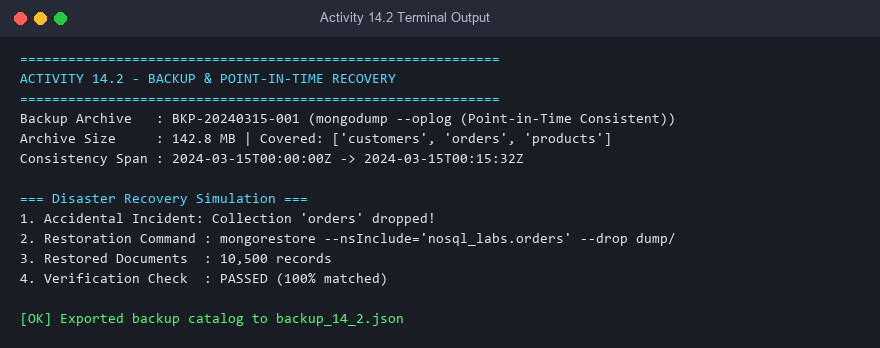 Activity 14.2 Terminal Output
============================================================
ACTIVITY 14.2 - BACKUP & POINT-IN-TIME RECOVERY
============================================================
Backup Archive   : BKP-20240315-001 (mongodump --oplog (Point-in-Time Consistent))
Archive Size     : 142.8 MB | Covered: ['customers', 'orders', 'products']
Consistency Span : 2024-03-15T00:00:00Z -> 2024-03-15T00:15:32Z
=== Disaster Recovery Simulation ===
1. Accidental Incident: Collection 'orders' dropped!
2. Restoration Command : mongorestore --nsInclude='nosql_labs.orders' --drop dump/
3. Restored Documents  : 10,500 records
4. Verification Check  : PASSED (100% matched)
[OK] Exported backup catalog to backup_14_2.json